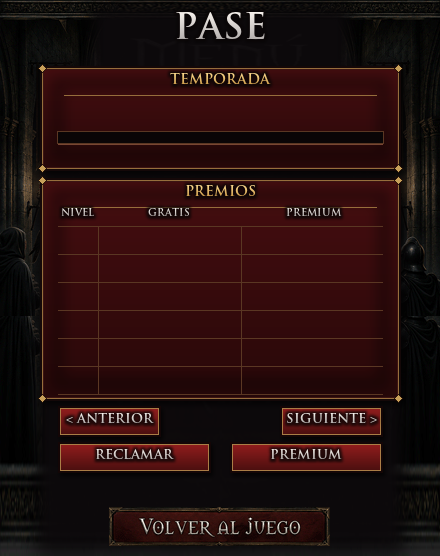 PASE
TEMPORADA
PREMIOS
NIVEL GRATIS PREMIUM
< ANTERIOR SIGUIENTE >
RECLAMAR PREMIUM
VOLVER AL JUEGO